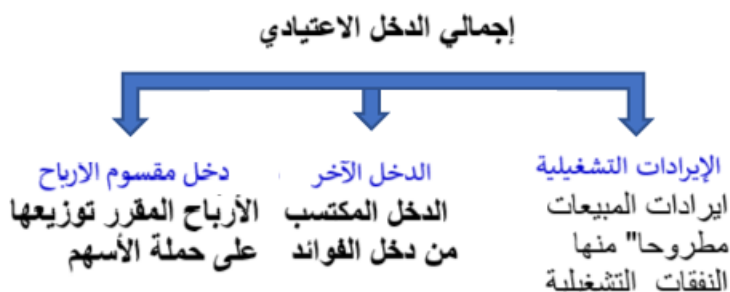 إجمالي الدخل الاعتيادي
الإيرادات التشغيلية
ايرادات المبيعات
مطروحا" منها
النفقات التشغيلية
الدخل الآخر
الدخل المكتسب
من دخل الفوائد
دخل مقسوم الارباح
الأرباح المقرر توزيعها
على حملة الأسهم